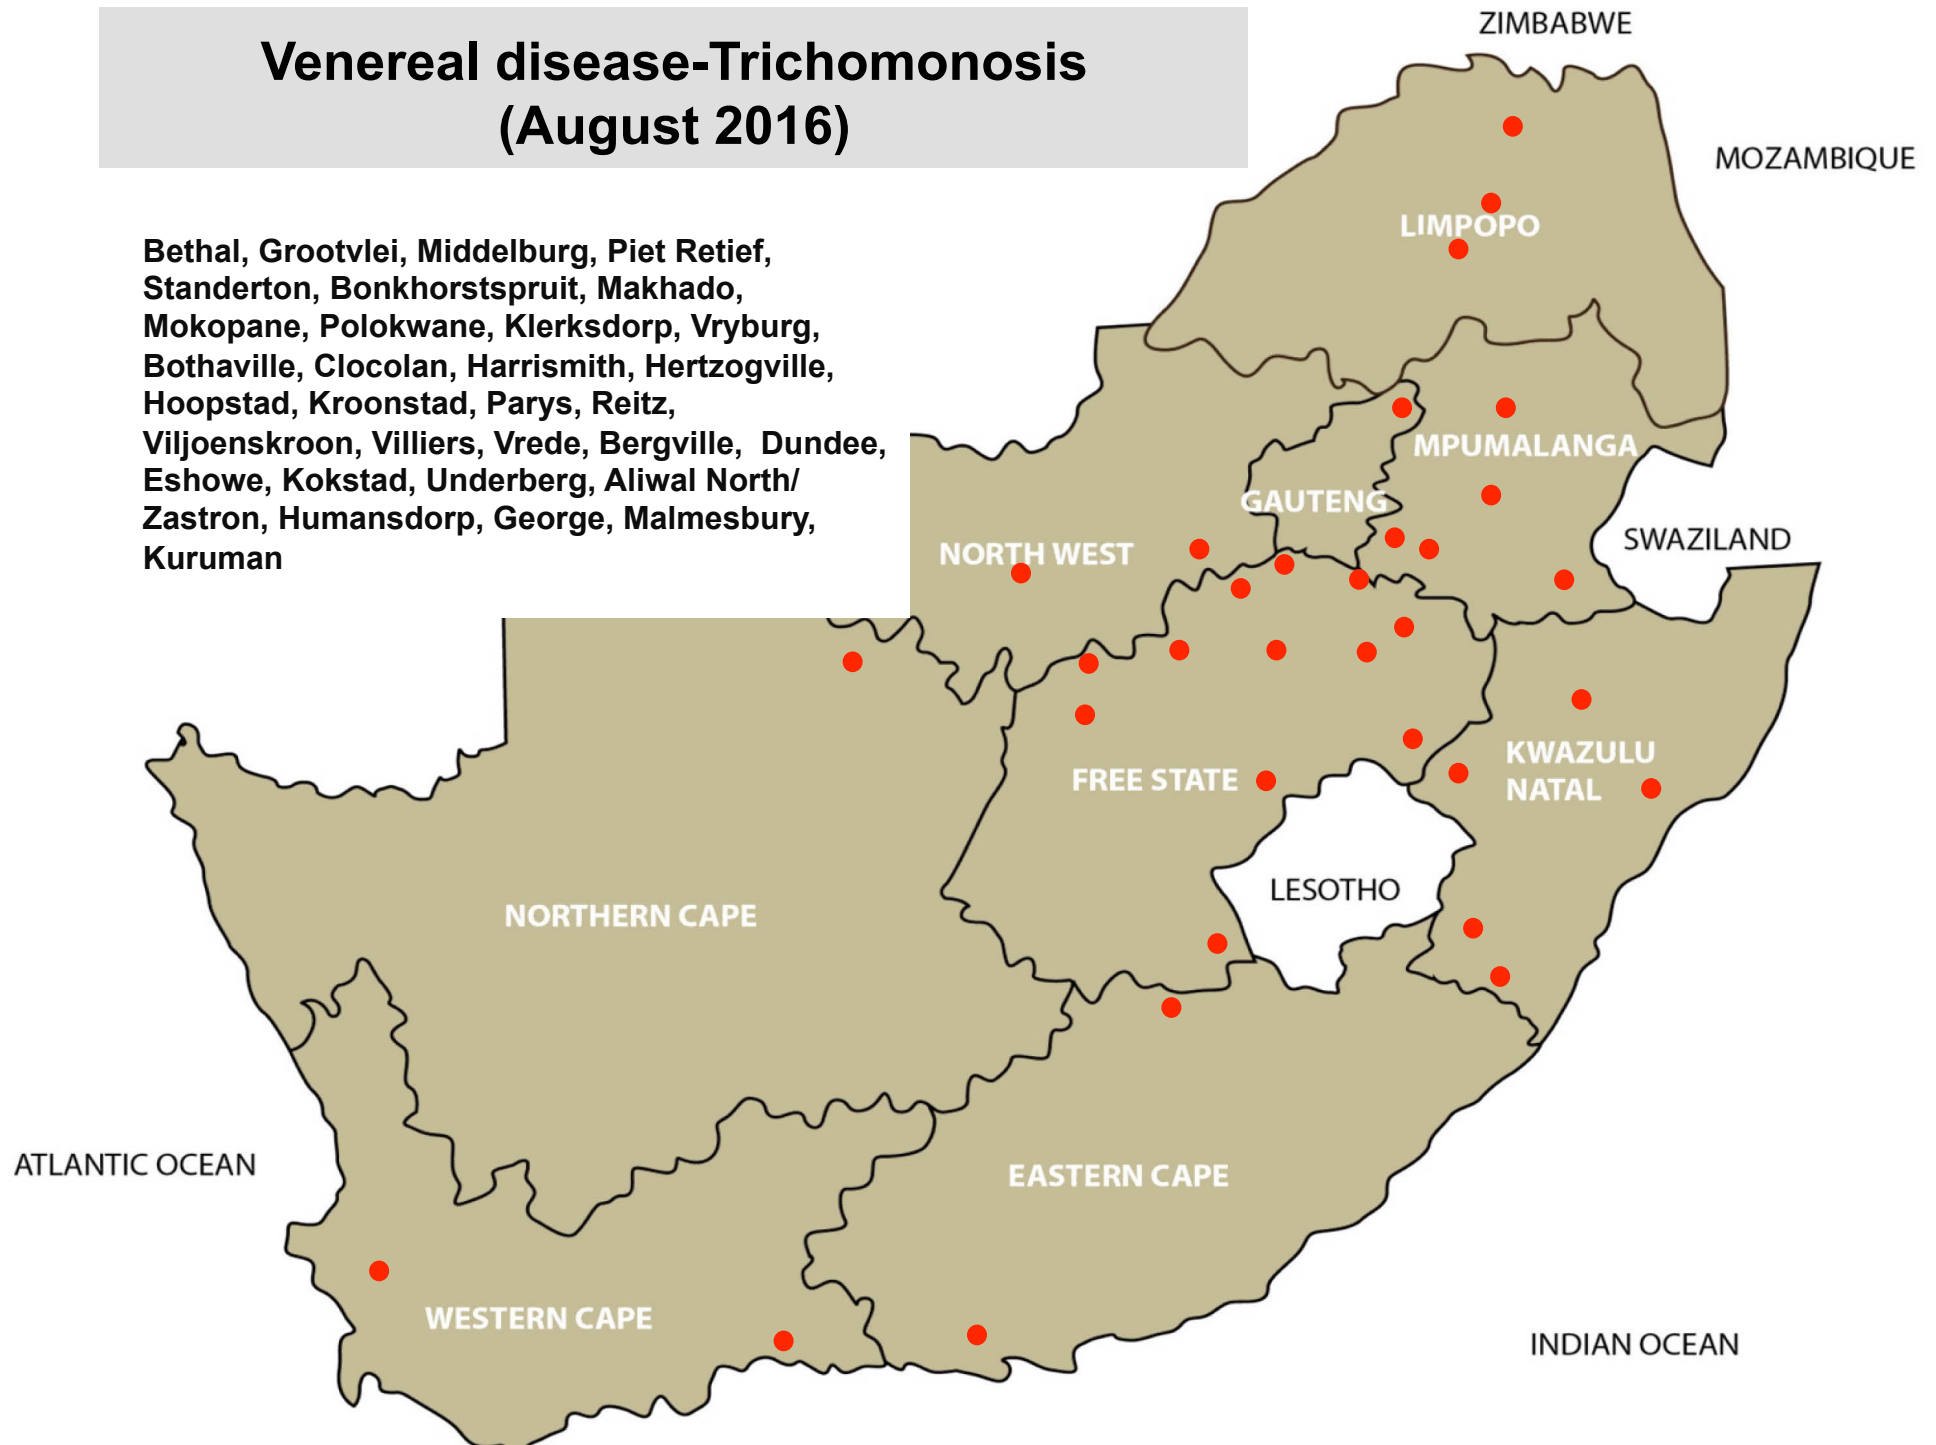 Venereal disease-Trichomonosis
(August 2016)
Bethal, Grootvlei, Middelburg, Piet Retief,
Standerton, Bonkhorstspruit, Makhado,
Mokopane, Polokwane, Klerksdorp, Vryburg,
Bothaville, Clocolan, Harrismith, Hertzogville,
Hoopstad, Kroonstad, Parys, Reitz,
Viljoenskroon, Villiers, Vrede, Bergville, Dundee,
Eshowe, Kokstad, Underberg, Aliwal North/
Zastron, Humansdorp, George, Malmesbury,
Kuruman
ZIMBABWE
MOZAMBIQUE
LIMPOPO
MPUMALANGA
GAUTENG
SWAZILAND
NORTH WEST
KWAZULU
NATAL
FREE STATE
LESOTHO
NORTHERN CAPE
ATLANTIC OCEAN
EASTERN CAPE
WESTERN CAPE
INDIAN OCEAN